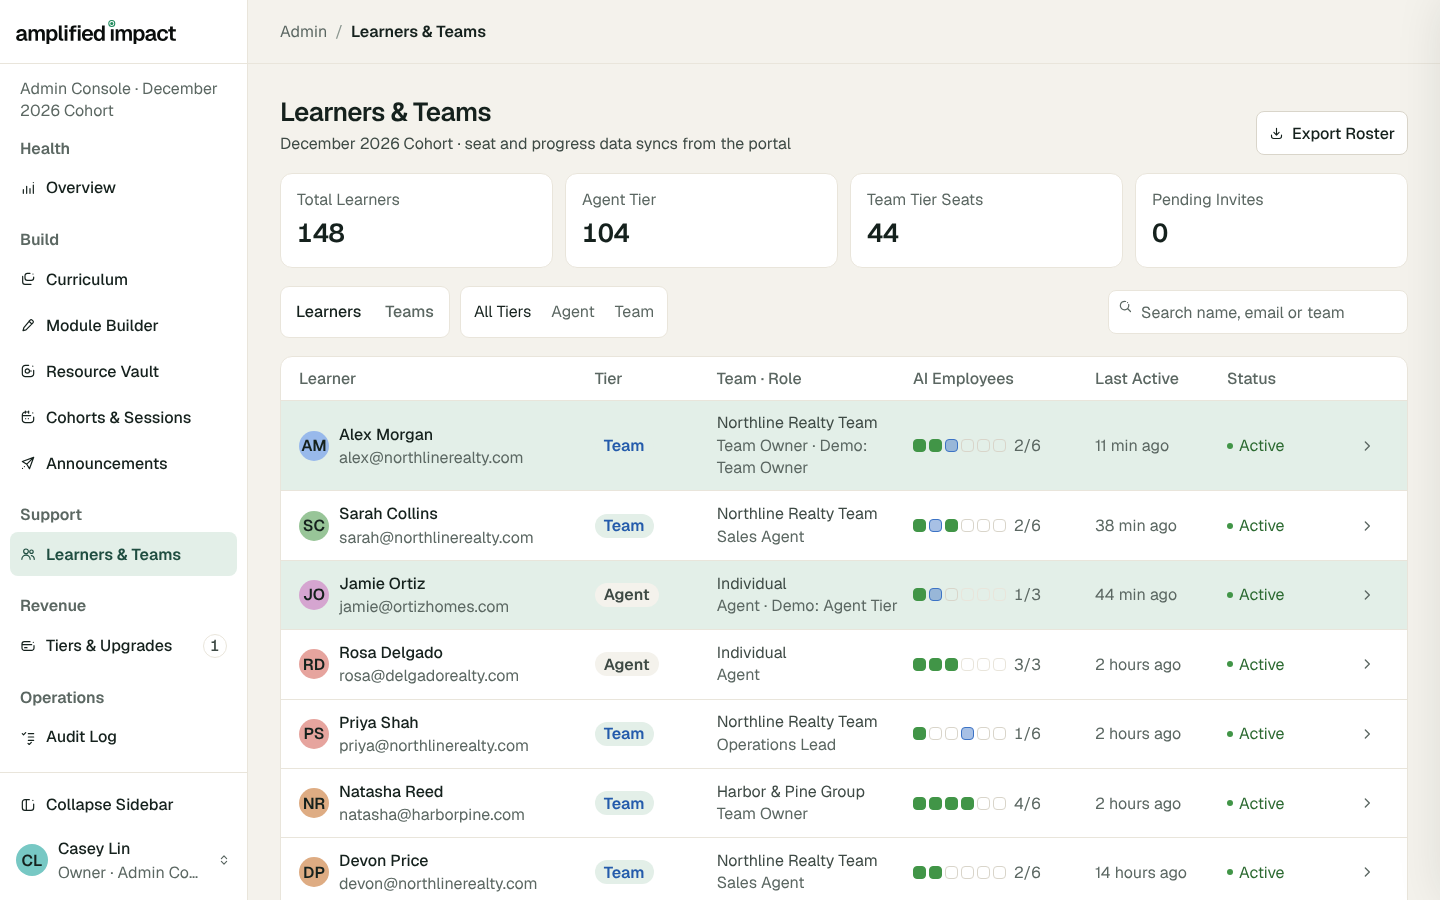 amplified impact
Admin Console · December
2026 Cohort
Health
Overview
Build
Curriculum
Module Builder
Resource Vault
Cohorts & Sessions
Announcements
Support
Learners & Teams
Revenue
Tiers & Upgrades 1
Operations
Audit Log
Collapse Sidebar
CL
Casey Lin
Owner · Admin Co...
Admin / Learners & Teams
Learners & Teams
December 2026 Cohort · seat and progress data syncs from the portal
Export Roster
Total Learners
148
Agent Tier
104
Team Tier Seats
44
Pending Invites
0
Learners Teams
All Tiers Agent Team
Search name, email or team
Learner Tier Team · Role AI Employees Last Active Status
AM
Alex Morgan
alex@northlinerealty.com
Team
Northline Realty Team
Team Owner · Demo:
Team Owner
2/6
11 min ago
Active
SC
Sarah Collins
sarah@northlinerealty.com
Team
Northline Realty Team
Sales Agent
2/6
38 min ago
Active
JO
Jamie Ortiz
jamie@ortizhomes.com
Agent
Individual
Agent · Demo: Agent Tier
1/3
44 min ago
Active
RD
Rosa Delgado
rosa@delgadorealty.com
Agent
Individual
Agent
3/3
2 hours ago
Active
PS
Priya Shah
priya@northlinerealty.com
Team
Northline Realty Team
Operations Lead
1/6
2 hours ago
Active
NR
Natasha Reed
natasha@harborpine.com
Team
Harbor & Pine Group
Team Owner
4/6
2 hours ago
Active
DP
Devon Price
devon@northlinerealty.com
Team
Northline Realty Team
Sales Agent
2/6
14 hours ago
Active